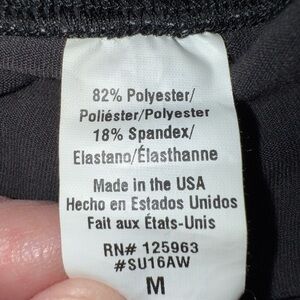 82% Polyester/
Poliéster/Polyester
18% Spandex/
Elastano/Élasthanne
Made in the USA
Hecho en Estados Unidos
Fait aux États-Unis
RN# 125963
#SU16AW
M